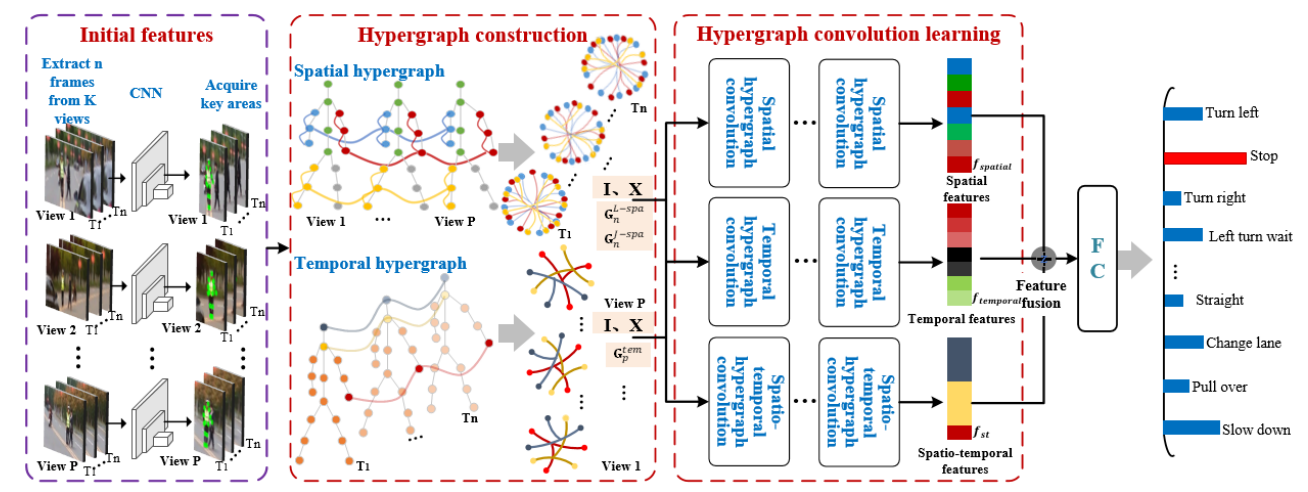 Initial features
Extract n
frames
from K
views
CNN
Acquire
key areas
View 1
T1
Tn
View 1
T1
Tn
View 2
T1
Tn
View 2
T1
Tn
View P
T1
Tn
View P
T1
Tn
Hypergraph construction
Spatial hypergraph
View 1
...
View P
T1
Tn
I、X
G_n^{L-spa}
G_n^{J-spa}
Temporal hypergraph
T1
...
Tn
View P
View 1
I、X
G_p^{tem}
Hypergraph convolution learning
Spatial
hypergraph
convolution
...
Spatial
hypergraph
convolution
f_{spatial}
Spatial
features
Temporal
hypergraph
convolution
...
Temporal
hypergraph
convolution
f_{temporal}
Temporal features
Spatio-
temporal
hypergraph
convolution
...
Spatio-
temporal
hypergraph
convolution
f_{st}
Spatio-temporal
features
+
Feature
fusion
F
C
Turn left
Stop
Turn right
Left turn wait
...
Straight
Change lane
Pull over
Slow down